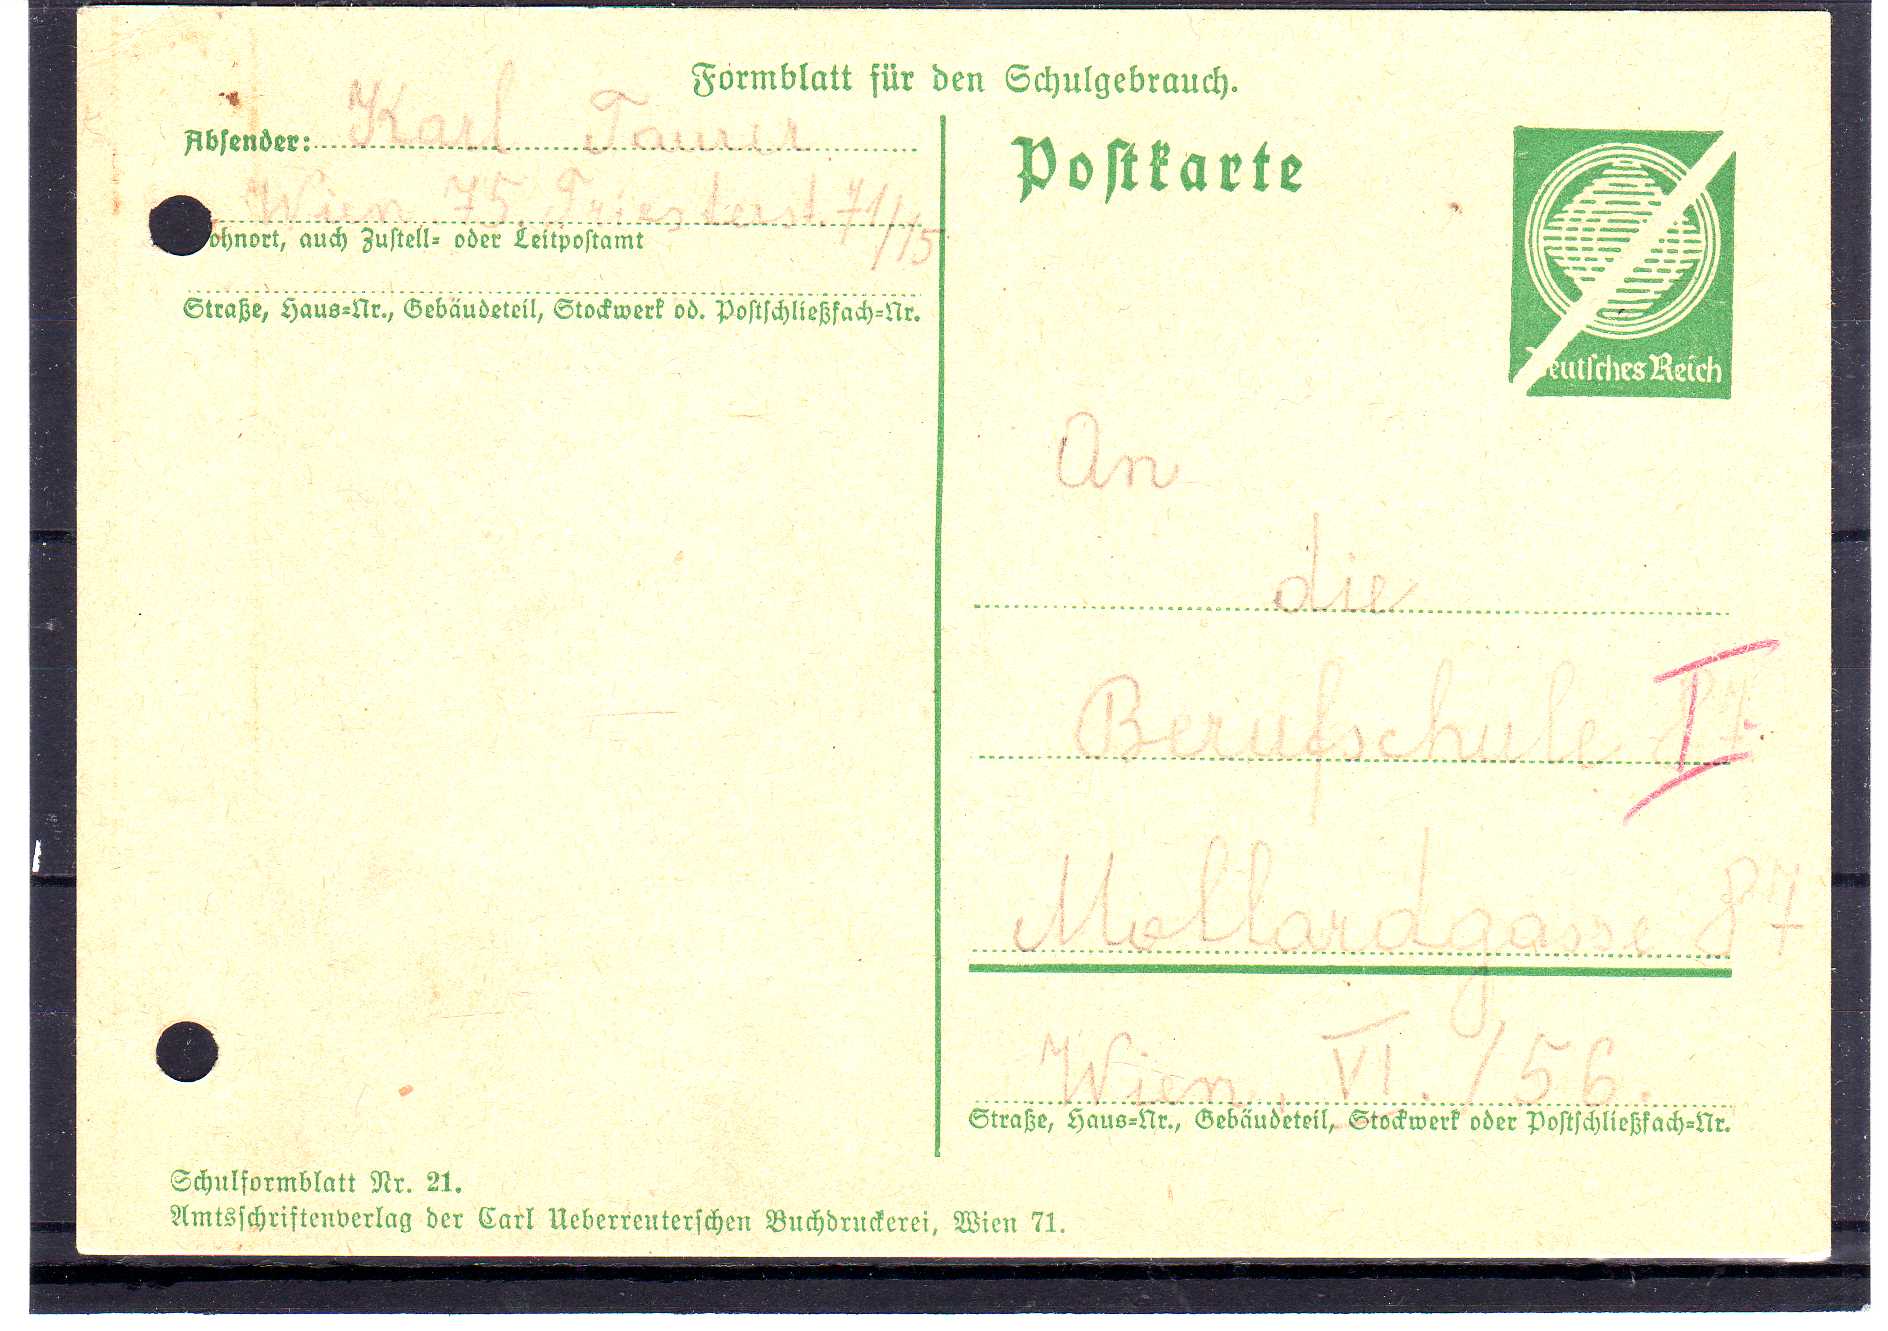 Formblatt für den Schulgebrauch.
Absender: Karl
Wien 75, Triesterst. 71/15
Wohnort, auch Zustell= oder Leitpostamt
Straße, Haus=Nr., Gebäudeteil, Stockwerk od. Postschließfach=Nr.
Postkarte
Deutsches Reich
An
die
Berufschule
I
Mollardgasse 87
Wien, VI. /56.
Straße, Haus=Nr., Gebäudeteil, Stockwerk oder Postschließfach=Nr.
Schulformblatt Nr. 21.
Amtsschriftenverlag der Carl Ueberreuterschen Buchdruckerei, Wien 71.